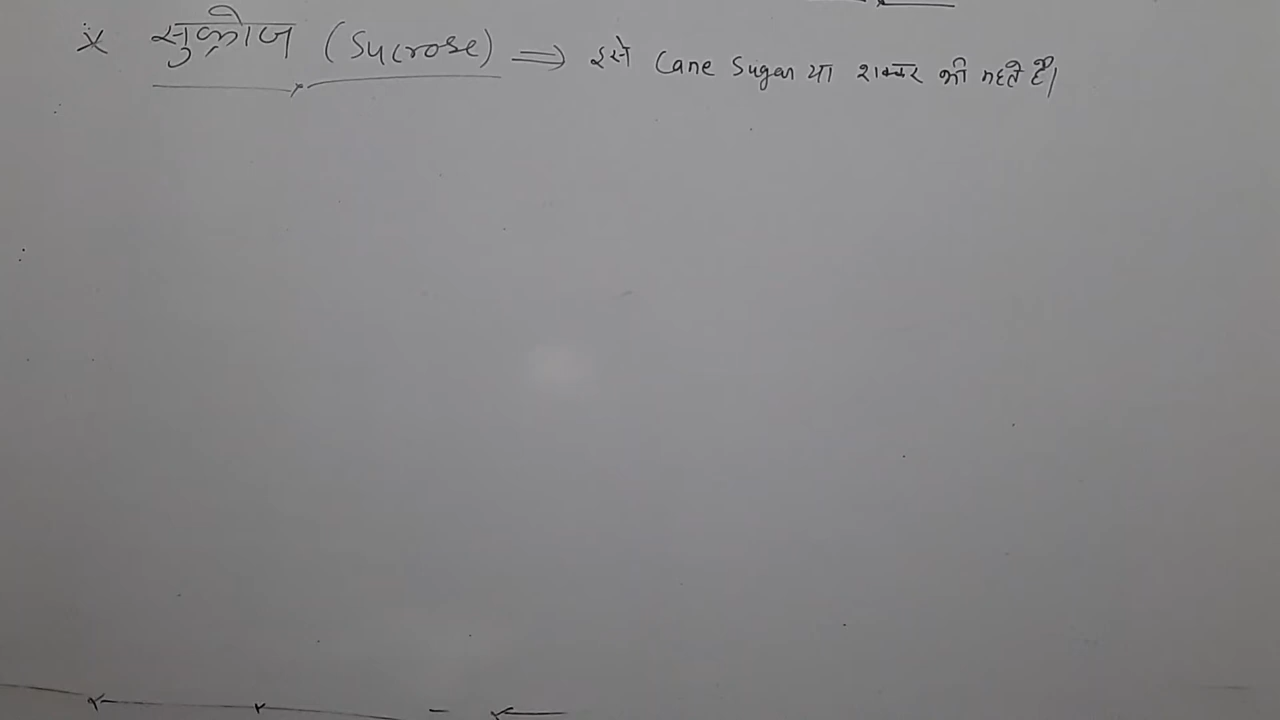 सुक्रोज (Sucrose) ⇒ इसे Cane Sugar या शक्कर भी कहते हैं।